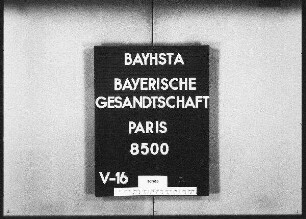 BAYHSTA
BAYERISCHE
GESANDTSCHAFT
PARIS
8500
V-16